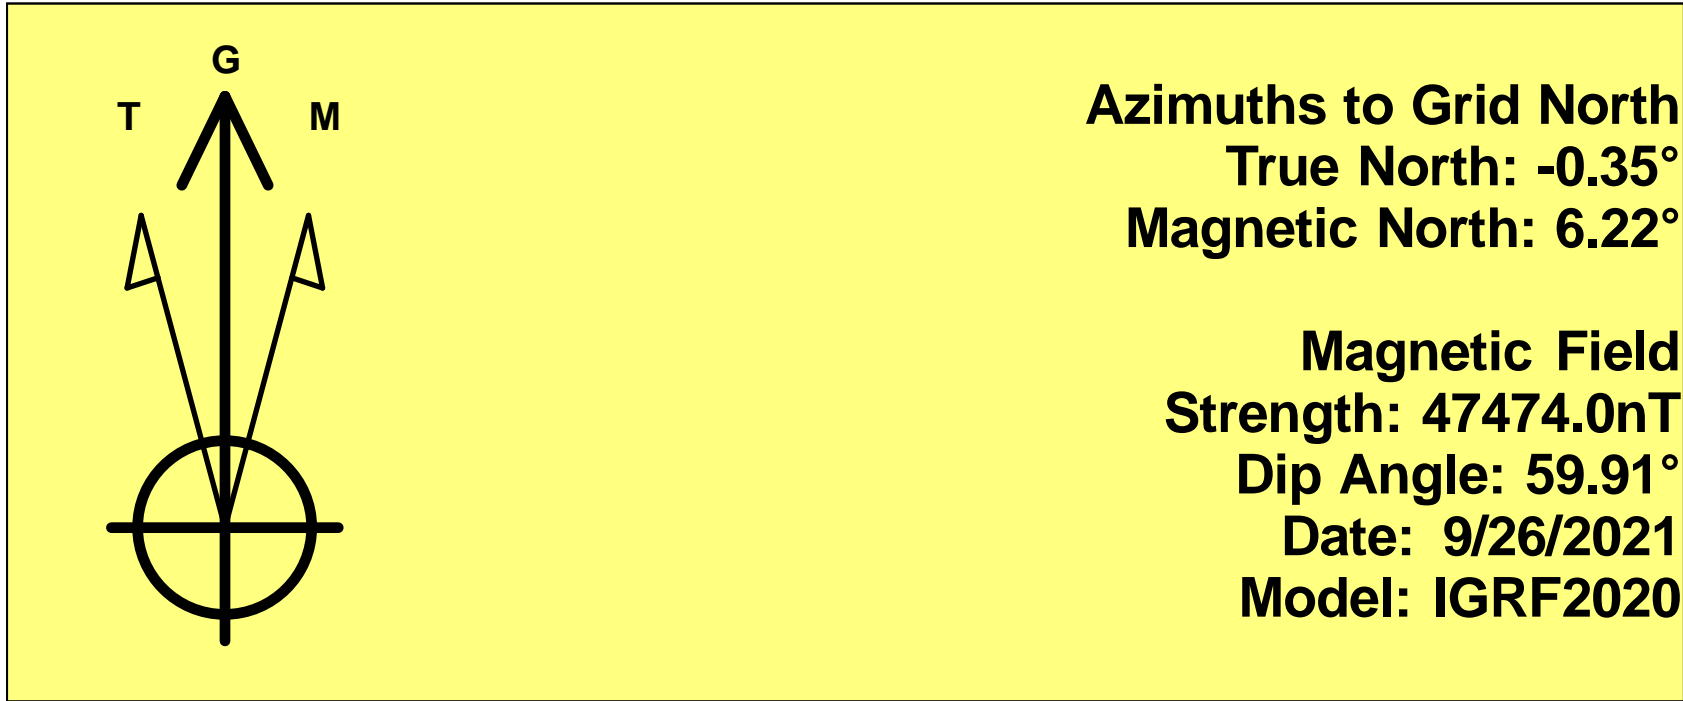 G
T M
Azimuths to Grid North
True North: -0.35°
Magnetic North: 6.22°
Magnetic Field
Strength: 47474.0nT
Dip Angle: 59.91°
Date: 9/26/2021
Model: IGRF2020